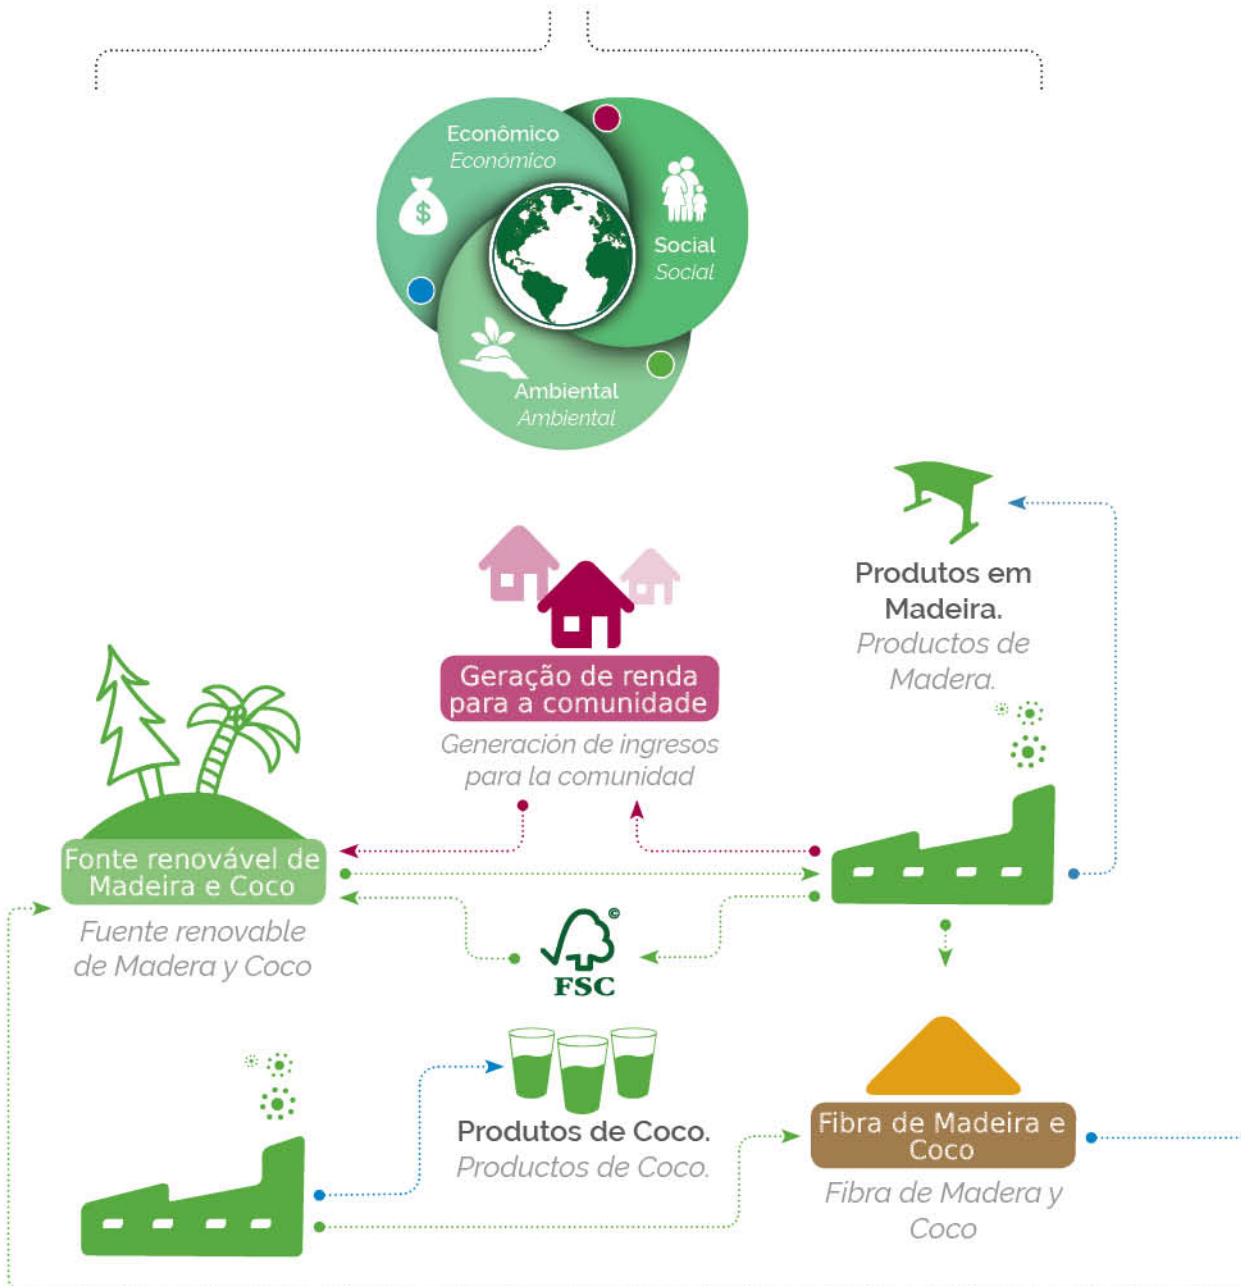 Econômico
Económico
$
Social
Social
Ambiental
Ambiental
Produtos em
Madeira.
Productos de
Madera.
Geração de renda
para a comunidade
Generación de ingresos
para la comunidad
Fonte renovável de
Madeira e Coco
Fuente renovable
de Madera y Coco
©
FSC
Produtos de Coco.
Productos de Coco.
Fibra de Madeira e
Coco
Fibra de Madera y
Coco